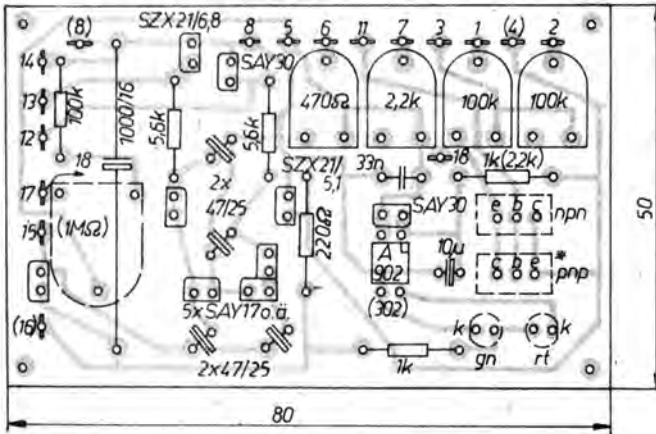 SZX21/6,8
(8) 8 5 6 11 7 3 1 (4) 2
14
SAY30
13
100k
1000/16
5,6k
5,6k
470Ω
2,2k
100k
100k
12
18
SZX21/
5,1
33n
18
1k(2,2k)
17
2x
47/25
SAY30
e b c
npn
(1MΩ)
15
220Ω
A
902
10µ
c b e
*
pnp
5xSAY17o.ä.
(302)
(16)
k
k
gn
rt
2x47/25
1k
50
80